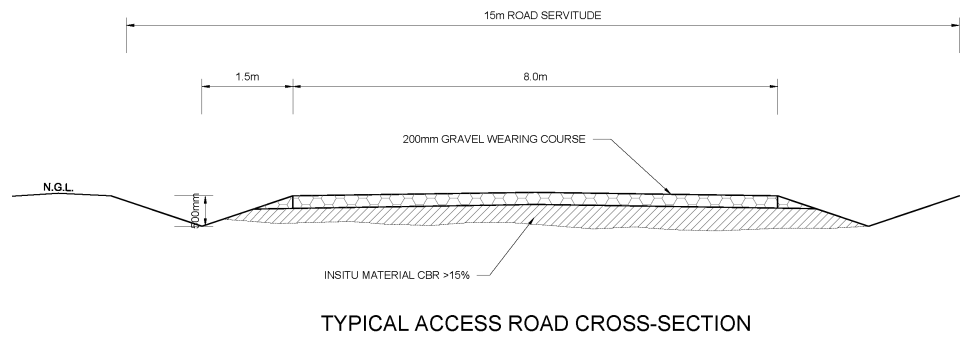 15m ROAD SERVITUDE
1.5m
8.0m
200mm GRAVEL WEARING COURSE
N.G.L.
500mm
INSITU MATERIAL CBR >15%
TYPICAL ACCESS ROAD CROSS-SECTION